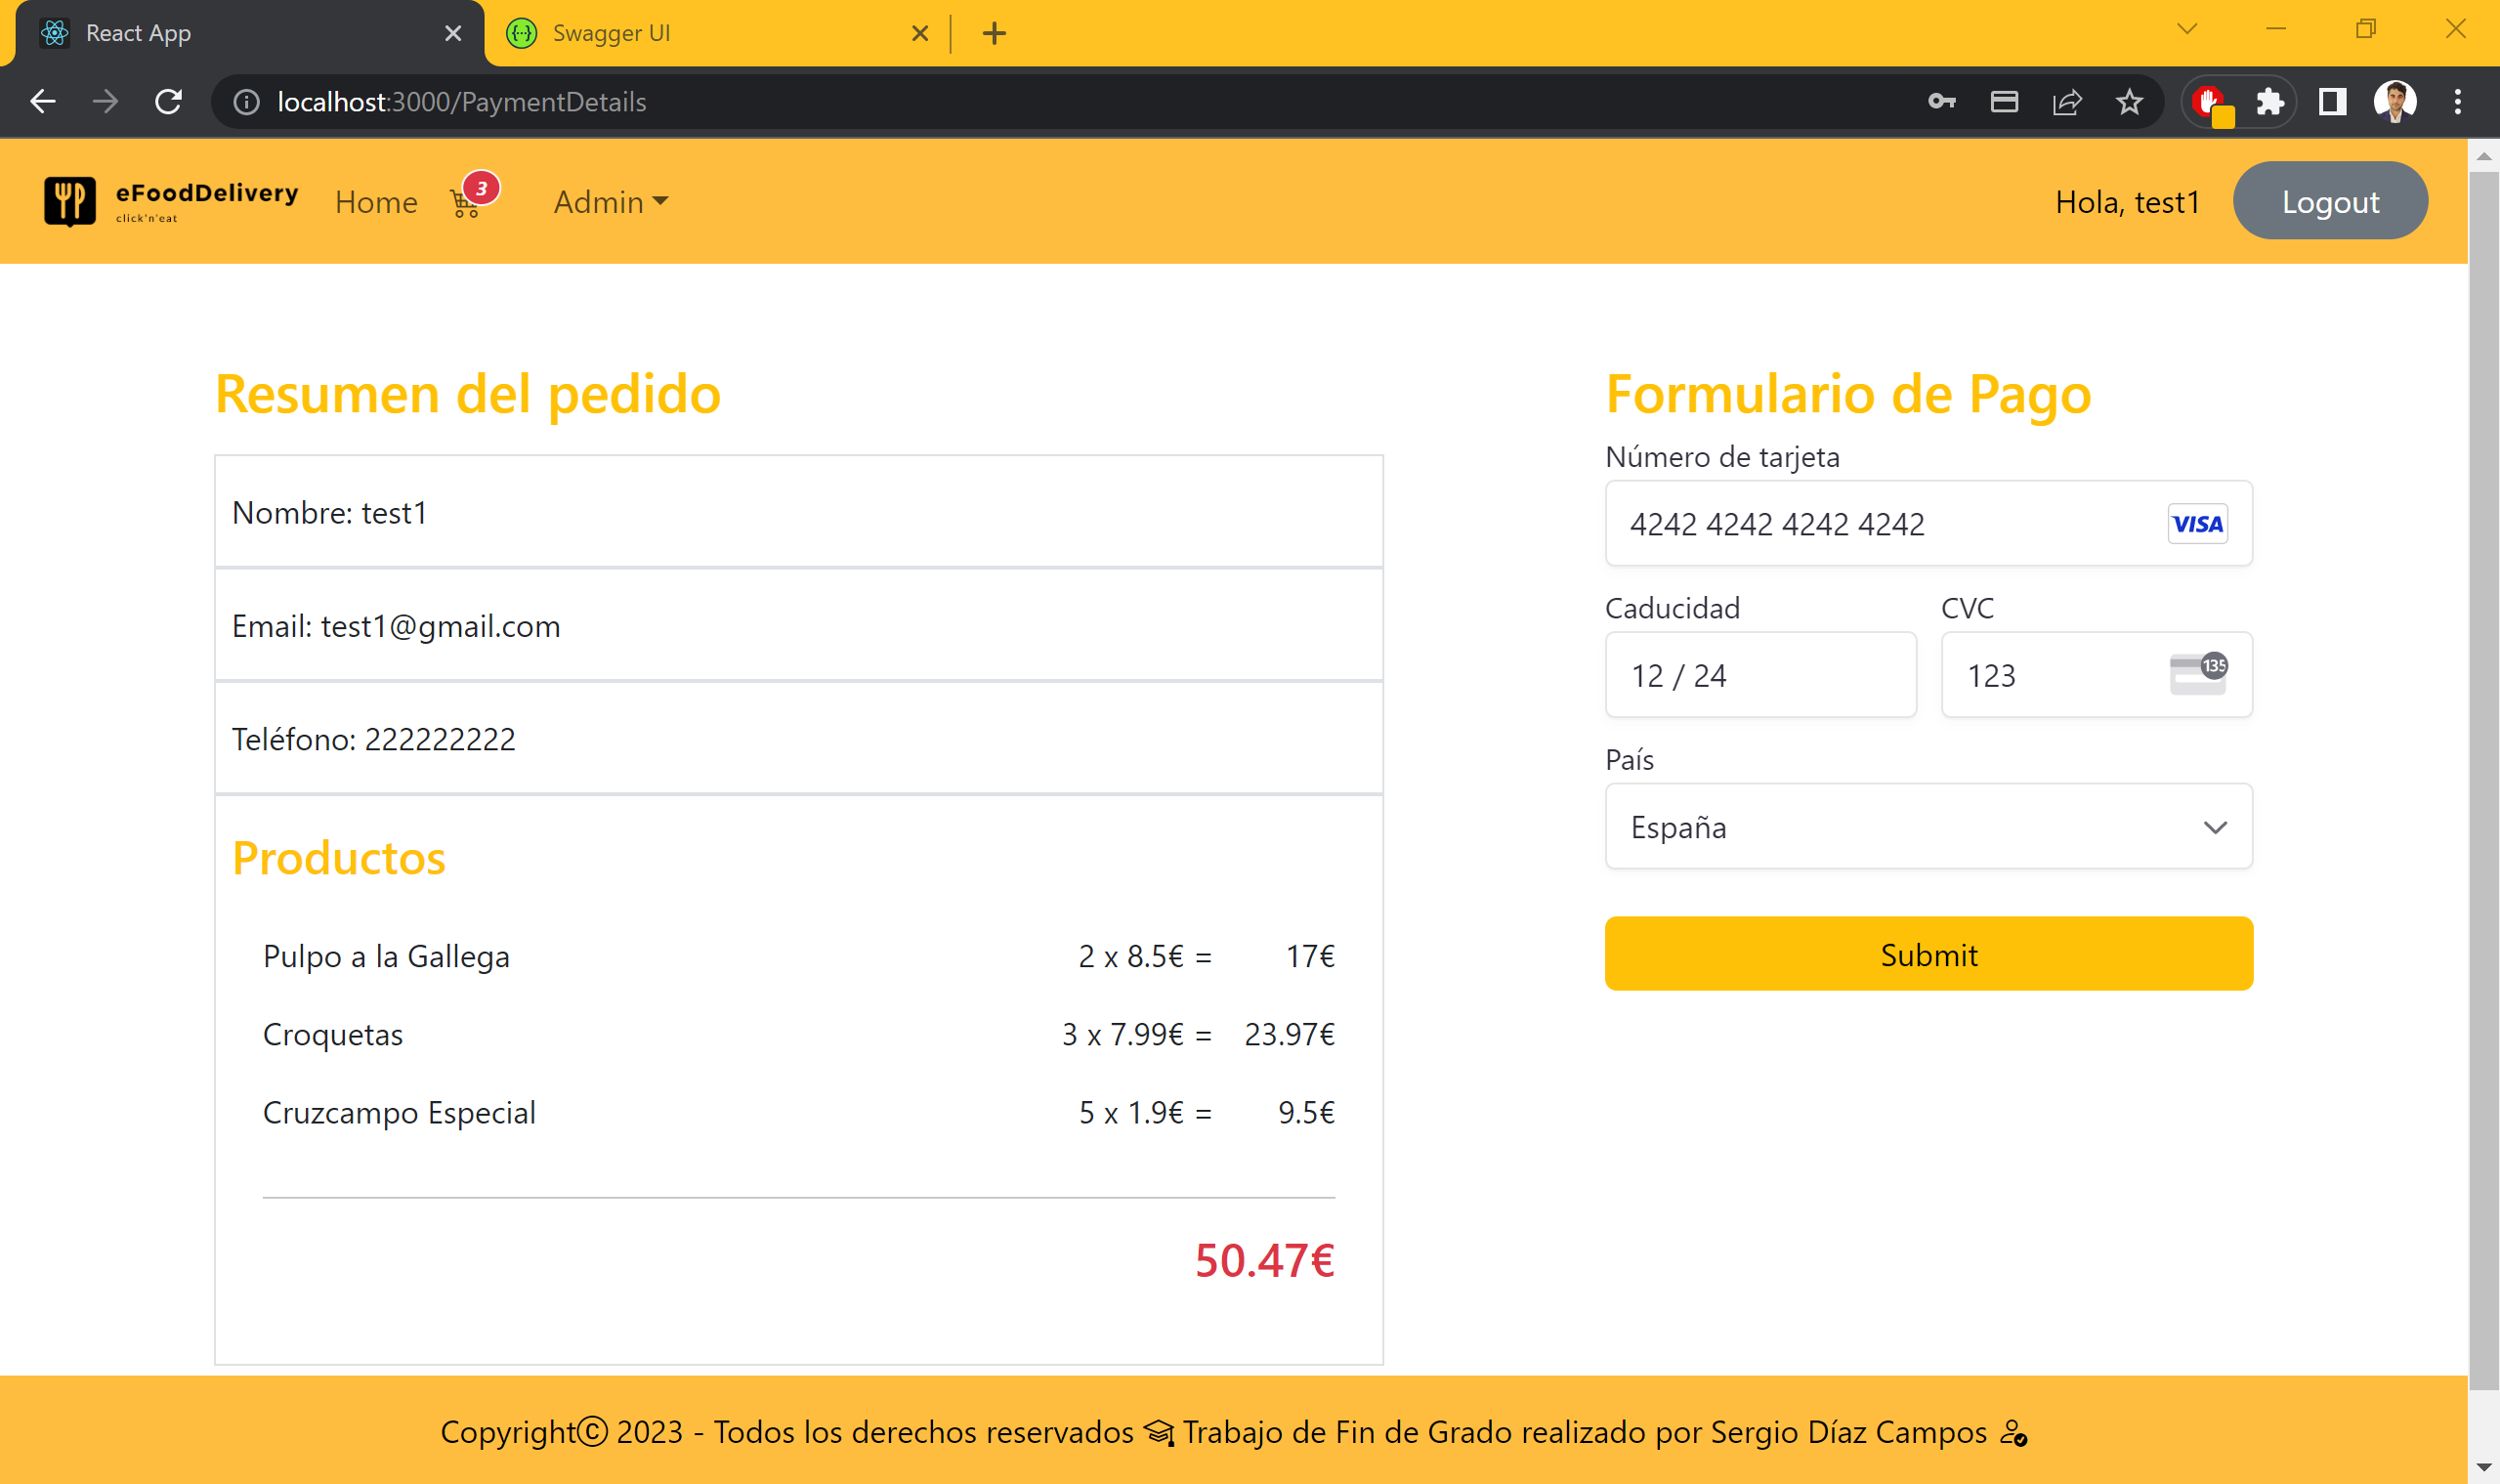 React App
Swagger UI
localhost:3000/PaymentDetails
eFoodDelivery
click'n'eat
Home
3
Admin
Hola, test1
Logout
Resumen del pedido
Nombre: test1
Email: test1@gmail.com
Teléfono: 222222222
Productos
Pulpo a la Gallega 2 x 8.5€ = 17€
Croquetas 3 x 7.99€ = 23.97€
Cruzcampo Especial 5 x 1.9€ = 9.5€
50.47€
Formulario de Pago
Número de tarjeta
4242 4242 4242 4242 VISA
Caducidad CVC
12 / 24 123 135
País
España
Submit
Copyright© 2023 - Todos los derechos reservados Trabajo de Fin de Grado realizado por Sergio Díaz Campos